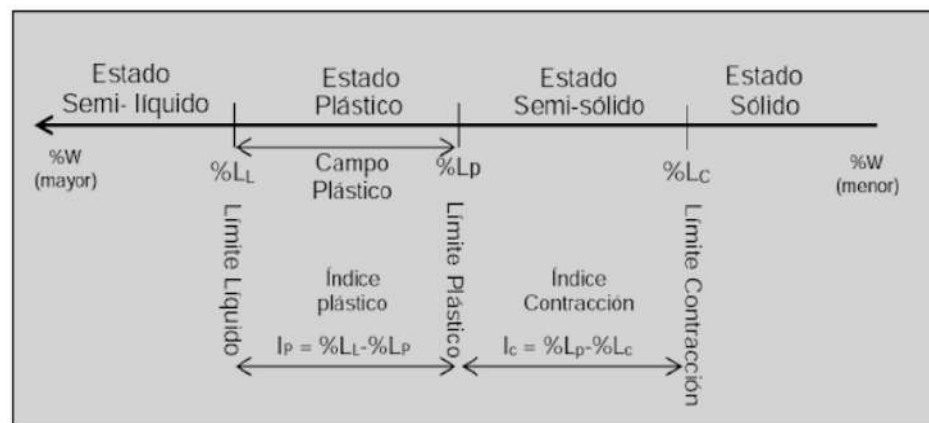 Estado
Semi- líquido
Estado
Plástico
Estado
Semi-sólido
Estado
Sólido
%W
(mayor)
%LL
Campo
Plástico
%Lp
%LC
%W
(menor)
Límite Líquido
Índice
plástico
IP = %LL-%LP
Límite Plástico
Índice
Contracción
Ic = %Lp-%Lc
Límite Contracción